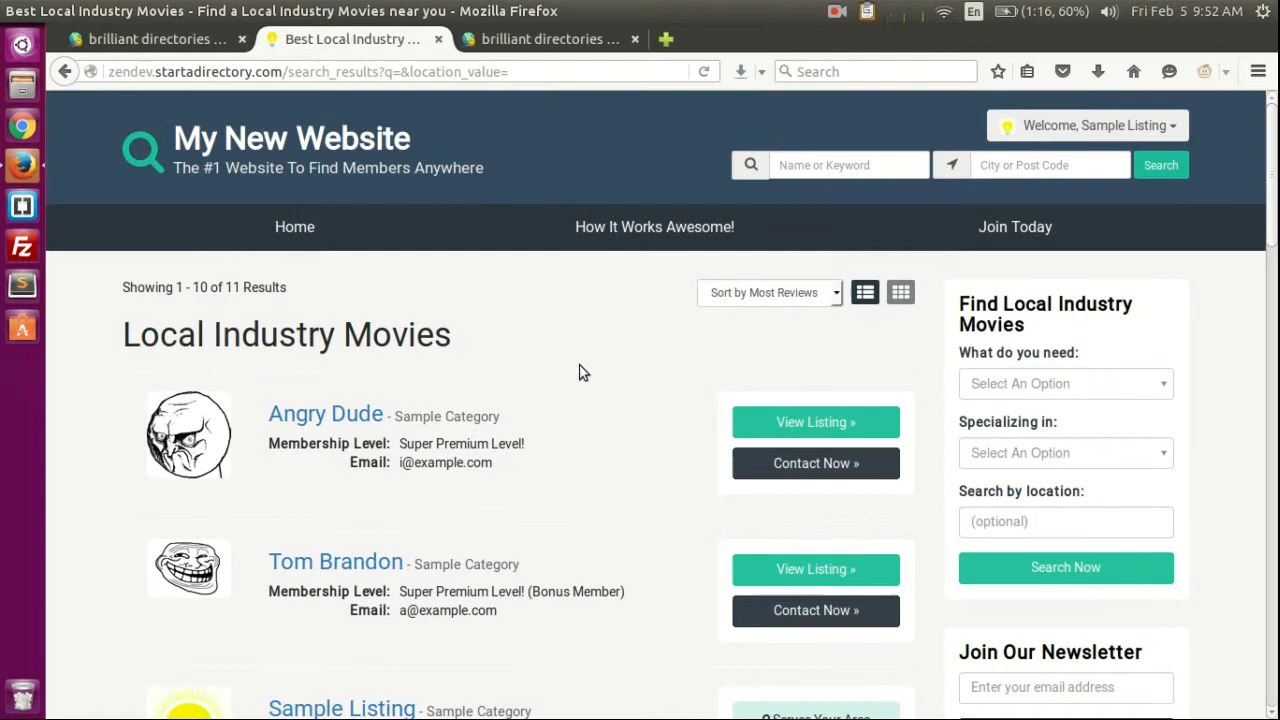 Best Local Industry Movies - Find a Local Industry Movies near you - Mozilla Firefox
En (1:16, 60%) Fri Feb 5 9:52 AM
brilliant directories ... × Best Local Industry ... × brilliant directories ... ×
zendev.startadirectory.com/search_results?q=&location_value= Search
My New Website
The #1 Website To Find Members Anywhere
Welcome, Sample Listing
Name or Keyword City or Post Code Search
Home How It Works Awesome! Join Today
Showing 1 - 10 of 11 Results
Sort by Most Reviews
Local Industry Movies
Angry Dude - Sample Category
Membership Level: Super Premium Level!
Email: i@example.com
View Listing »
Contact Now »
Tom Brandon - Sample Category
Membership Level: Super Premium Level! (Bonus Member)
Email: a@example.com
View Listing »
Contact Now »
Sample Listing - Sample Category
Serves Your Area
Find Local Industry
Movies
What do you need:
Select An Option
Specializing in:
Select An Option
Search by location:
(optional)
Search Now
Join Our Newsletter
Enter your email address